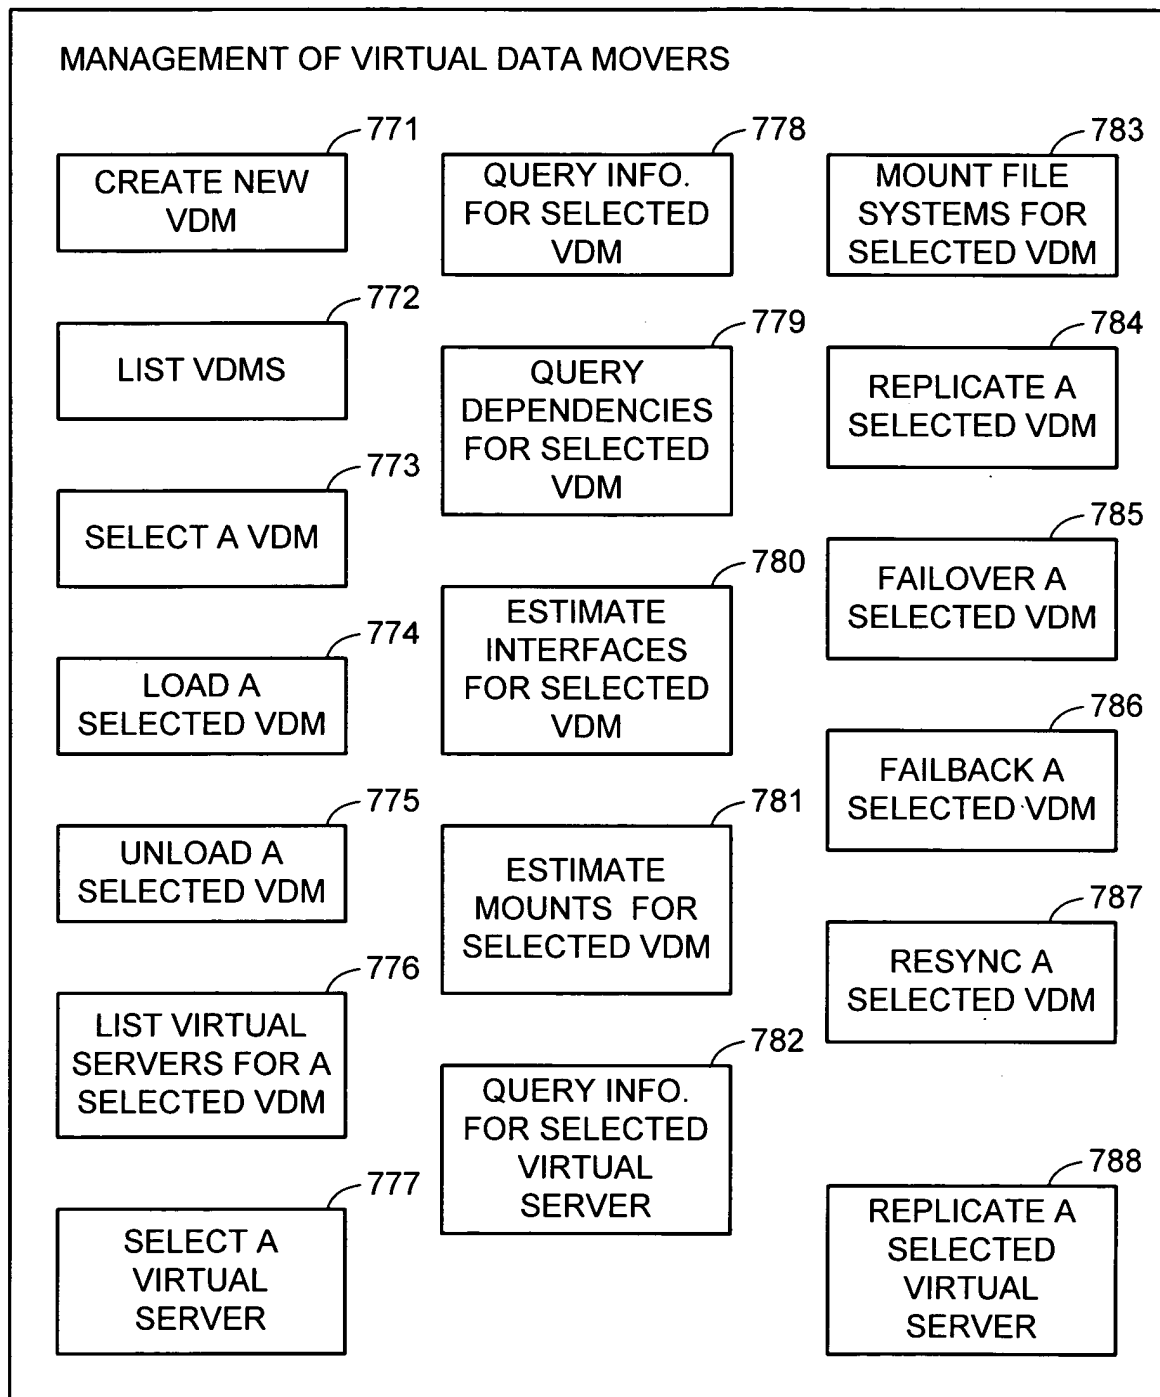 MANAGEMENT OF VIRTUAL DATA MOVERS
771
CREATE NEW
VDM
772
LIST VDMS
773
SELECT A VDM
774
LOAD A
SELECTED VDM
775
UNLOAD A
SELECTED VDM
776
LIST VIRTUAL
SERVERS FOR A
SELECTED VDM
777
SELECT A
VIRTUAL
SERVER
778
QUERY INFO.
FOR SELECTED
VDM
779
QUERY
DEPENDENCIES
FOR SELECTED
VDM
780
ESTIMATE
INTERFACES
FOR SELECTED
VDM
781
ESTIMATE
MOUNTS FOR
SELECTED VDM
782
QUERY INFO.
FOR SELECTED
VIRTUAL
SERVER
783
MOUNT FILE
SYSTEMS FOR
SELECTED VDM
784
REPLICATE A
SELECTED VDM
785
FAILOVER A
SELECTED VDM
786
FAILBACK A
SELECTED VDM
787
RESYNC A
SELECTED VDM
788
REPLICATE A
SELECTED
VIRTUAL
SERVER